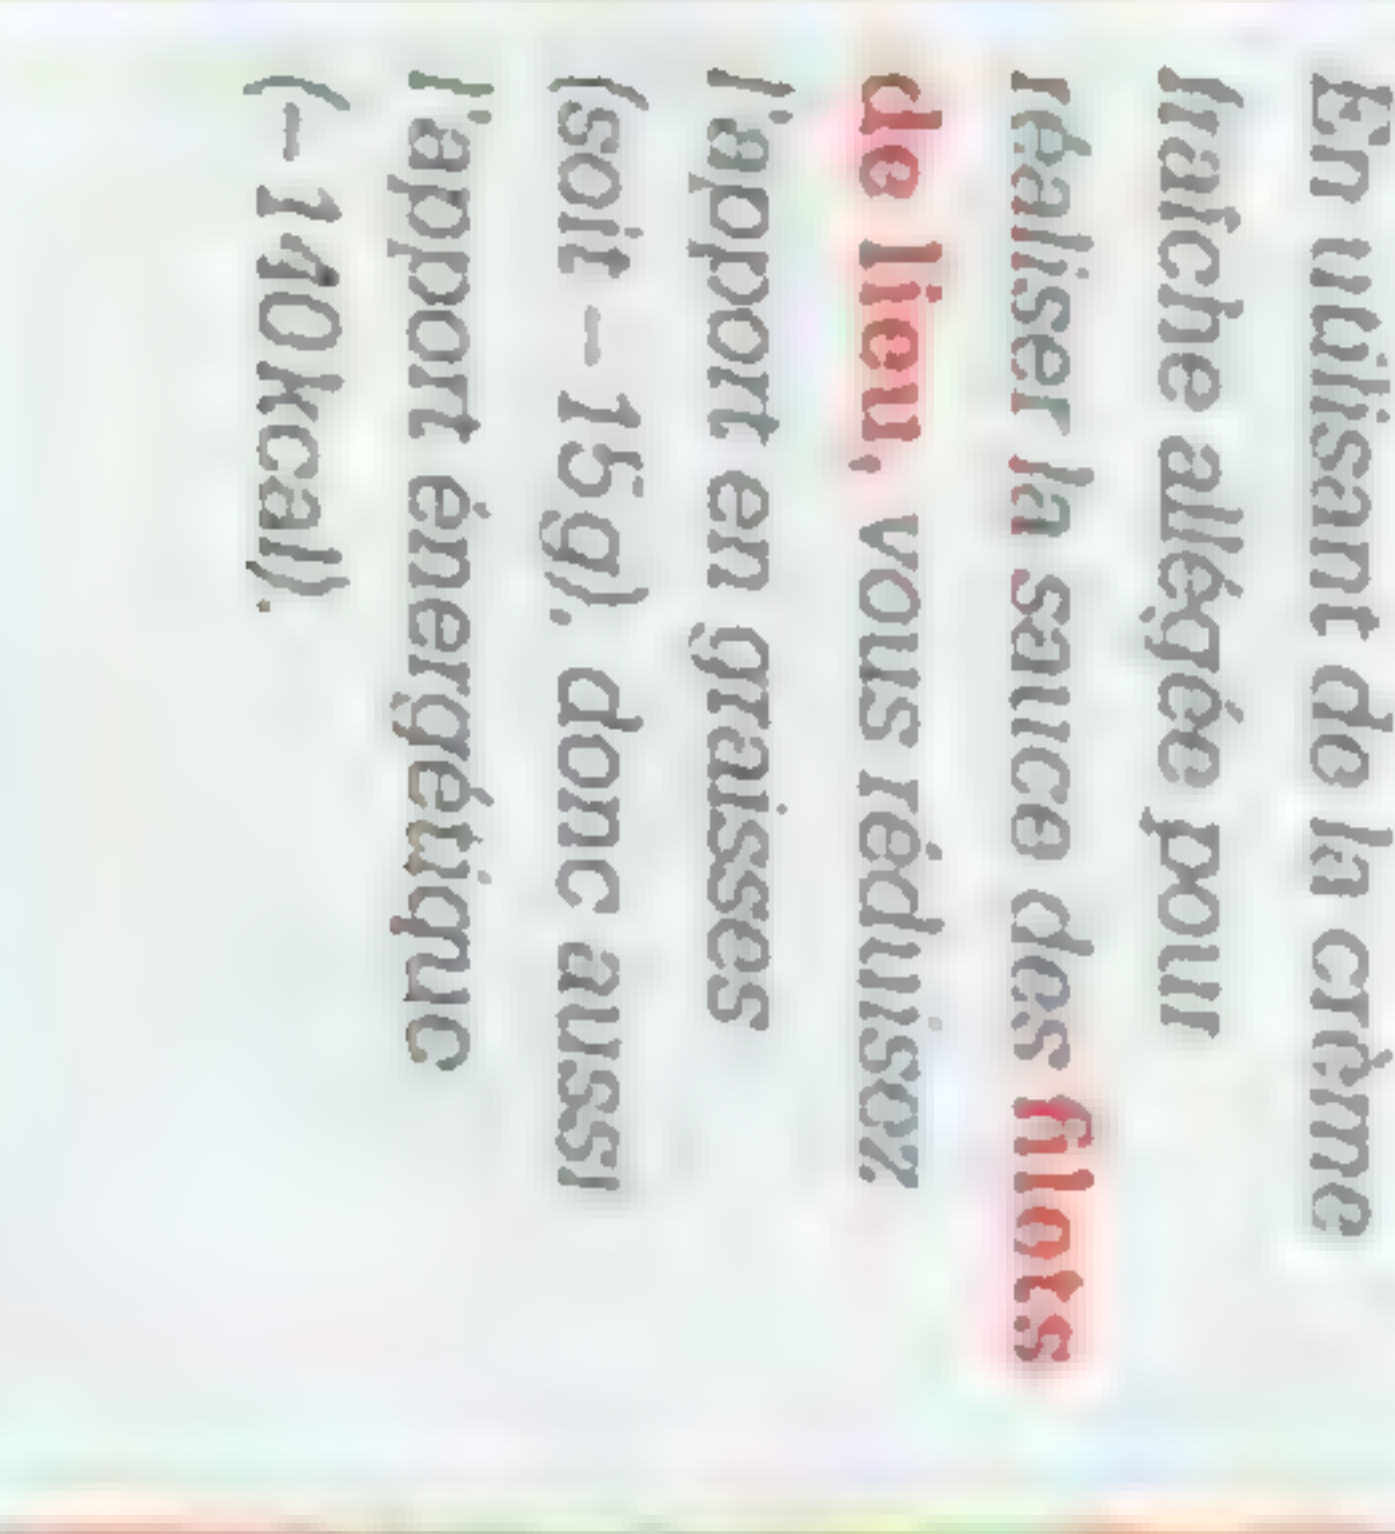 En utilisant de la crème
fraîche allégée pour
réaliser la sauce des filets
de lieu, vous réduisez
l'apport en graisses
(soit – 15 g), donc aussi
l'apport énergétique
(– 110 kcal).